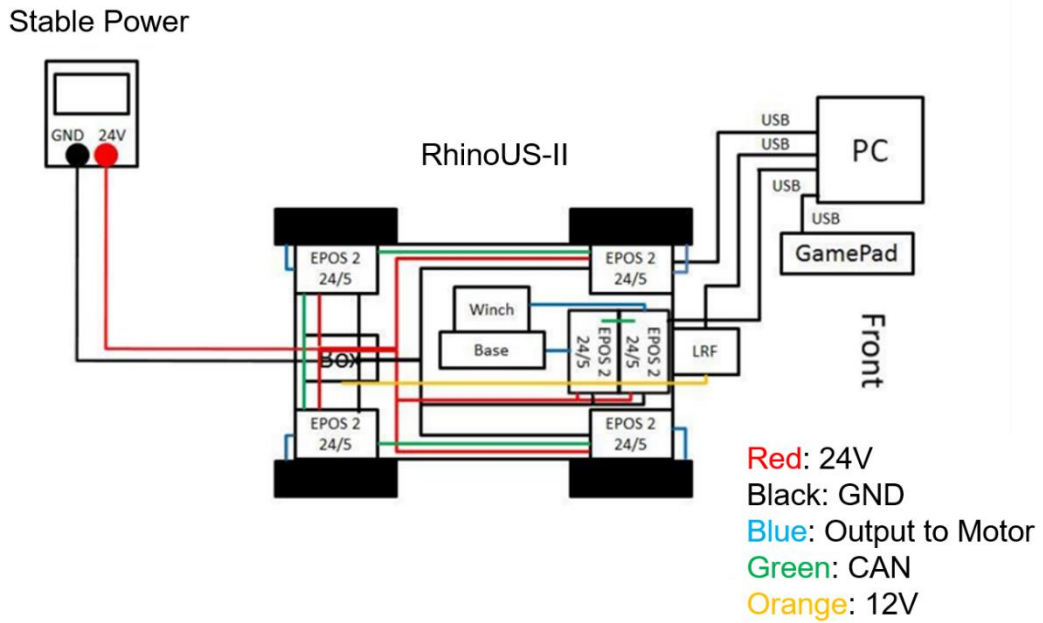 Stable Power
GND 24V
RhinoUS-II
USB
USB
USB
USB
PC
GamePad
EPOS 2
24/5
EPOS 2
24/5
Winch
Base
EPOS 2
24/5
EPOS 2
24/5
LRF
BOX
Front
EPOS 2
24/5
EPOS 2
24/5
Red: 24V
Black: GND
Blue: Output to Motor
Green: CAN
Orange: 12V